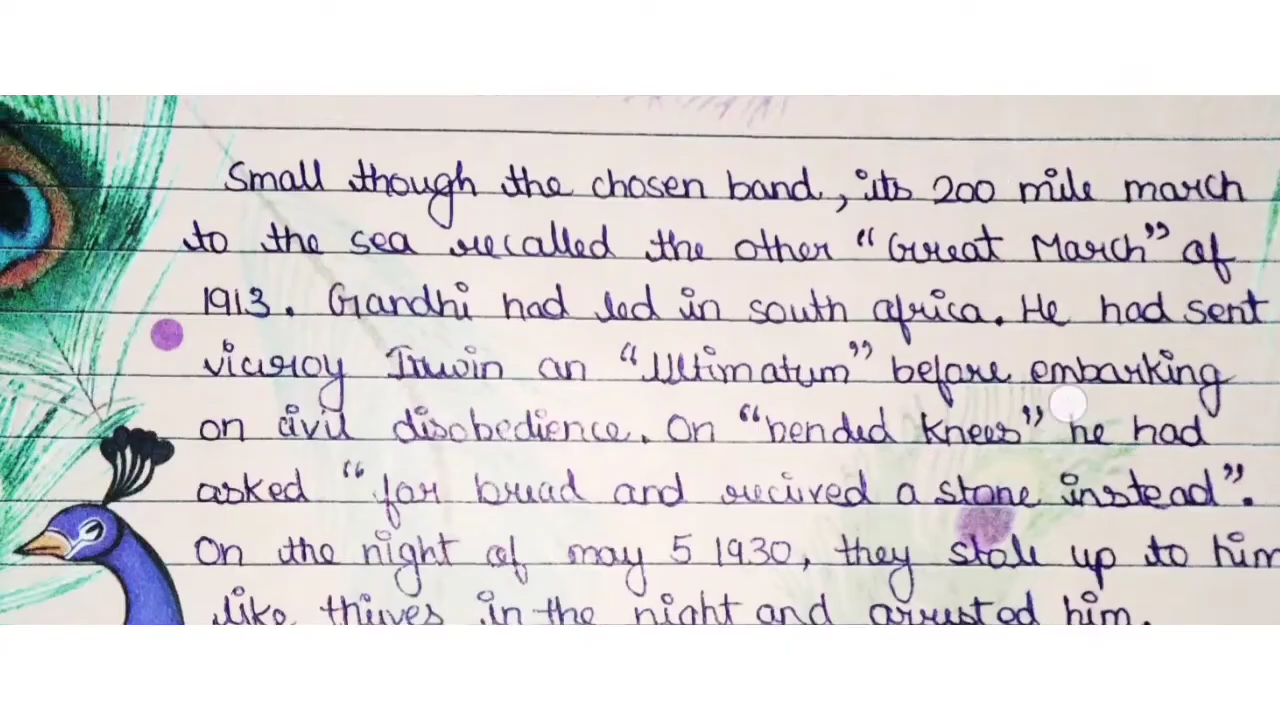 Small though the chosen band, its 200 mile march
to the sea recalled the other "Great March" of
1913. Gandhi had led in south africa. He had sent
viceroy Irwin an "Ultimatum" before embarking
on civil disobedience. On "bended knees" he had
asked "for bread and recived a stone instead".
On the night of may 5 1930, they stole up to him
like thieves in the night and arrested him.